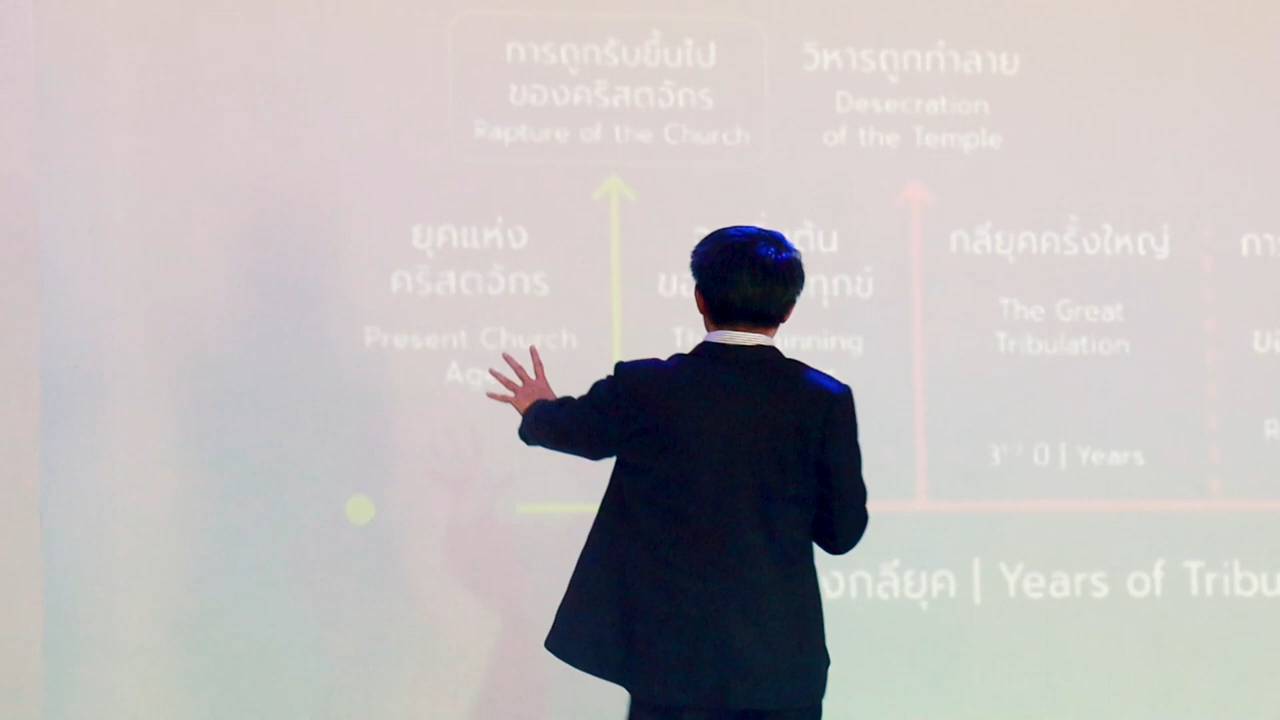 การถูกรับขึ้นไป
ของคริสตจักร
Rapture of the Church
วิหารถูกทำลาย
Desecration
of the Temple
ยุคแห่ง
คริสตจักร
Present Church
กลียุคครั้งใหญ่
The Great
Tribulation
ปี | Years
กลียุค | Years of